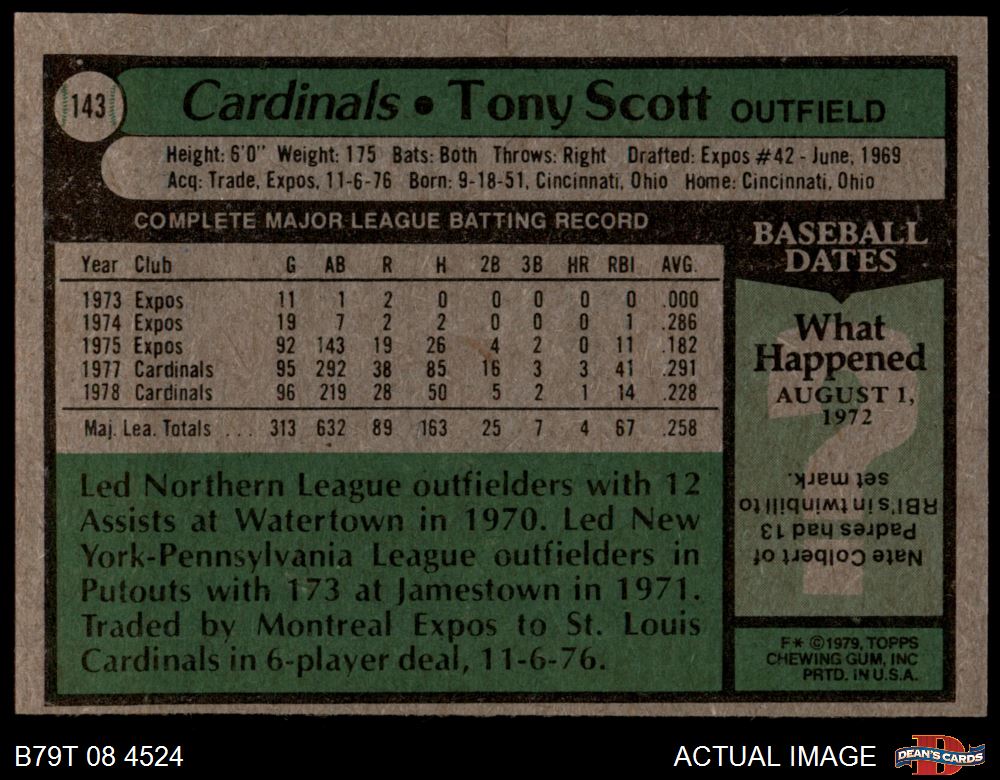 143
Cardinals • Tony Scott OUTFIELD
Height: 6'0" Weight: 175 Bats: Both Throws: Right Drafted: Expos #42 - June, 1969
Acq: Trade, Expos, 11-6-76 Born: 9-18-51, Cincinnati, Ohio Home: Cincinnati, Ohio
COMPLETE MAJOR LEAGUE BATTING RECORD
Year Club G AB R H 2B 3B HR RBI AVG.
1973 Expos 11 1 2 0 0 0 0 0 .000
1974 Expos 19 7 2 2 0 0 0 1 .286
1975 Expos 92 143 19 26 4 2 0 11 .182
1977 Cardinals 95 292 38 85 16 3 3 41 .291
1978 Cardinals 96 219 28 50 5 2 1 14 .228
Maj. Lea. Totals ... 313 632 89 163 25 7 4 67 .258
Led Northern League outfielders with 12
Assists at Watertown in 1970. Led New
York-Pennsylvania League outfielders in
Putouts with 173 at Jamestown in 1971.
Traded by Montreal Expos to St. Louis
Cardinals in 6-player deal, 11-6-76.
BASEBALL
DATES
What
Happened
AUGUST 1,
1972
?
Nate Colbert of
Padres had 13
RBI's in twinbill to
set mark.
F* ©1979, TOPPS
CHEWING GUM, INC
PRTD. IN U.S.A.
B79T 08 4524
ACTUAL IMAGE
D
DEAN'S CARDS